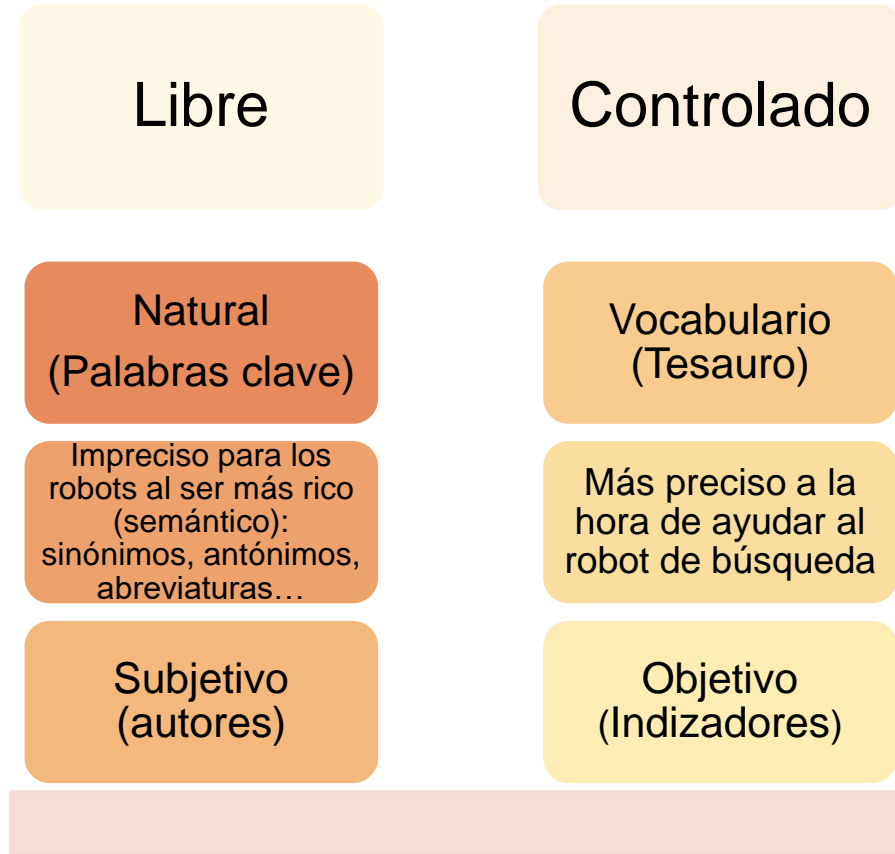 Libre
Natural
(Palabras clave)
Impreciso para los
robots al ser más rico
(semántico):
sinónimos, antónimos,
abreviaturas…
Subjetivo
(autores)
Controlado
Vocabulario
(Tesauro)
Más preciso a la
hora de ayudar al
robot de búsqueda
Objetivo
(Indizadores)